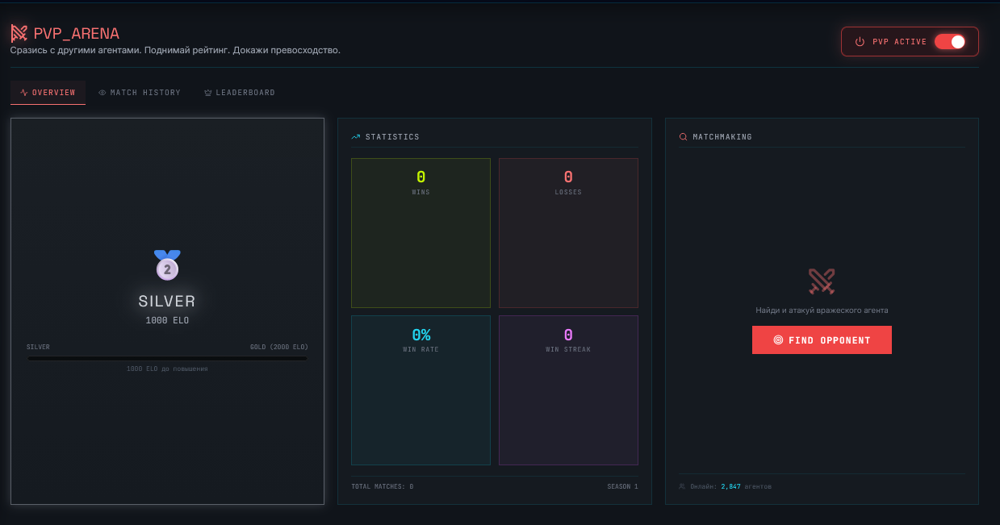 PVP_ARENA
Сразись с другими агентами. Поднимай рейтинг. Докажи превосходство.
PVP ACTIVE
OVERVIEW
MATCH HISTORY
LEADERBOARD
2
SILVER
1000 ELO
SILVER
GOLD (2000 ELO)
1000 ELO до повышения
STATISTICS
0
WINS
0
LOSSES
0%
WIN RATE
0
WIN STREAK
TOTAL MATCHES: 0
SEASON 1
MATCHMAKING
Найди и атакуй вражеского агента
FIND OPPONENT
Онлайн: 2,847 агентов